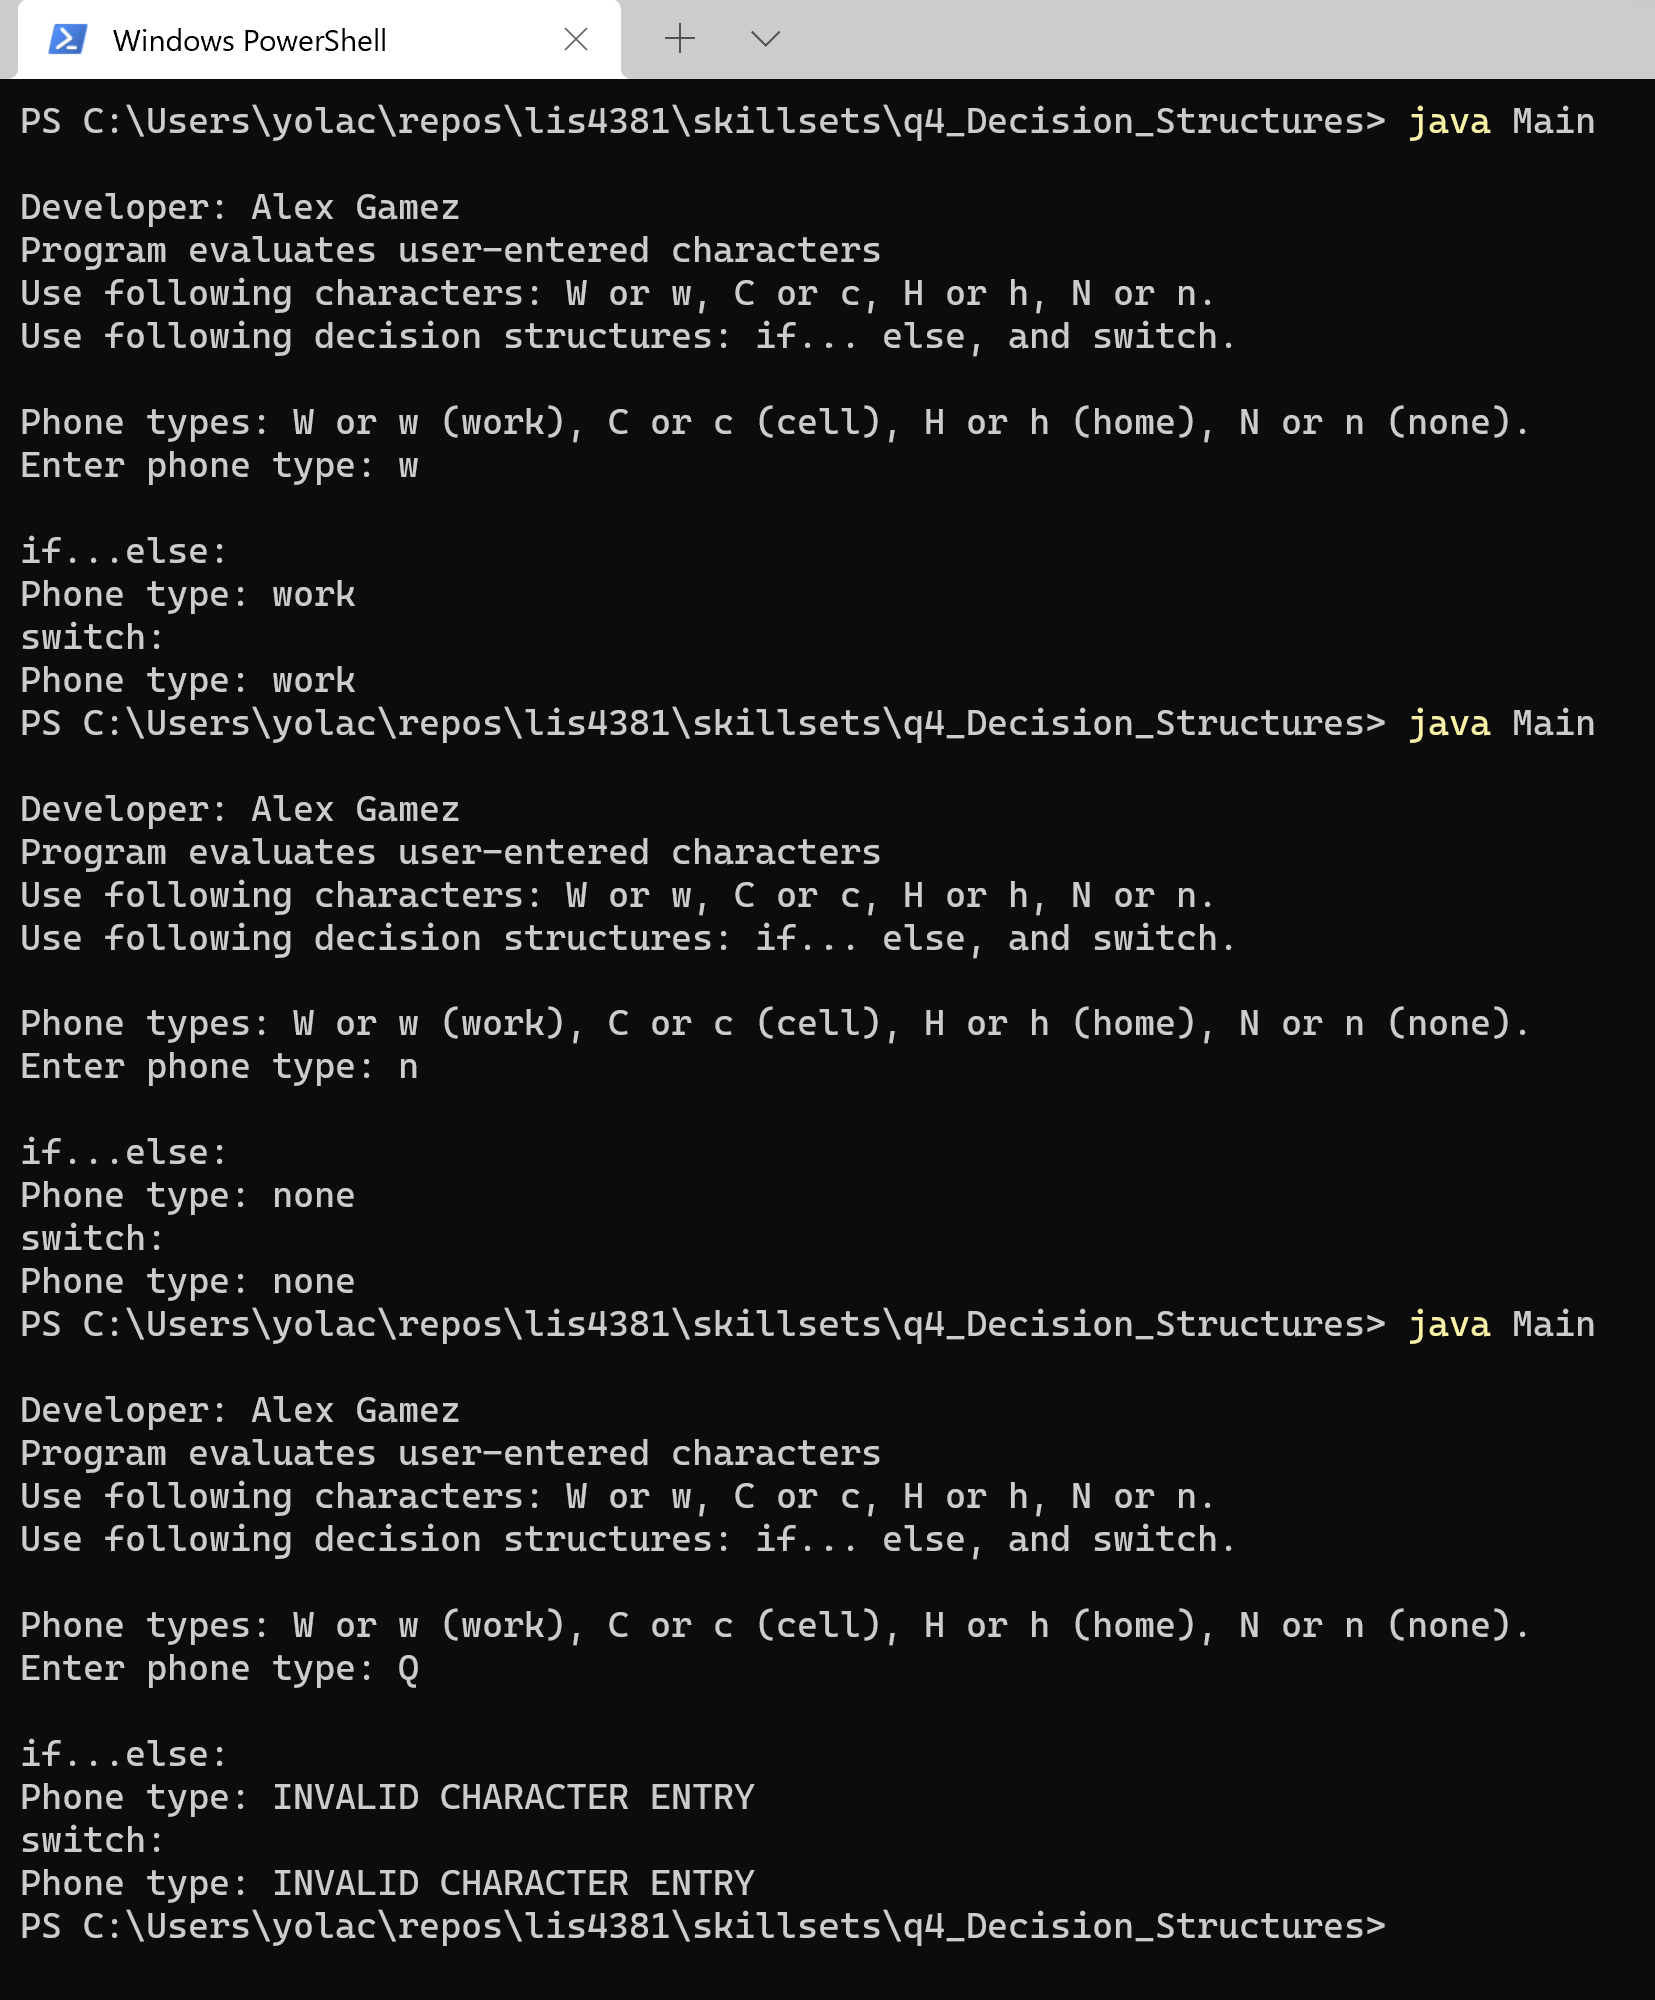 Windows PowerShell
PS C:\Users\yolac\repos\lis4381\skillsets\q4_Decision_Structures> java Main
Developer: Alex Gamez
Program evaluates user-entered characters
Use following characters: W or w, C or c, H or h, N or n.
Use following decision structures: if... else, and switch.
Phone types: W or w (work), C or c (cell), H or h (home), N or n (none).
Enter phone type: w
if...else:
Phone type: work
switch:
Phone type: work
PS C:\Users\yolac\repos\lis4381\skillsets\q4_Decision_Structures> java Main
Developer: Alex Gamez
Program evaluates user-entered characters
Use following characters: W or w, C or c, H or h, N or n.
Use following decision structures: if... else, and switch.
Phone types: W or w (work), C or c (cell), H or h (home), N or n (none).
Enter phone type: n
if...else:
Phone type: none
switch:
Phone type: none
PS C:\Users\yolac\repos\lis4381\skillsets\q4_Decision_Structures> java Main
Developer: Alex Gamez
Program evaluates user-entered characters
Use following characters: W or w, C or c, H or h, N or n.
Use following decision structures: if... else, and switch.
Phone types: W or w (work), C or c (cell), H or h (home), N or n (none).
Enter phone type: Q
if...else:
Phone type: INVALID CHARACTER ENTRY
switch:
Phone type: INVALID CHARACTER ENTRY
PS C:\Users\yolac\repos\lis4381\skillsets\q4_Decision_Structures>